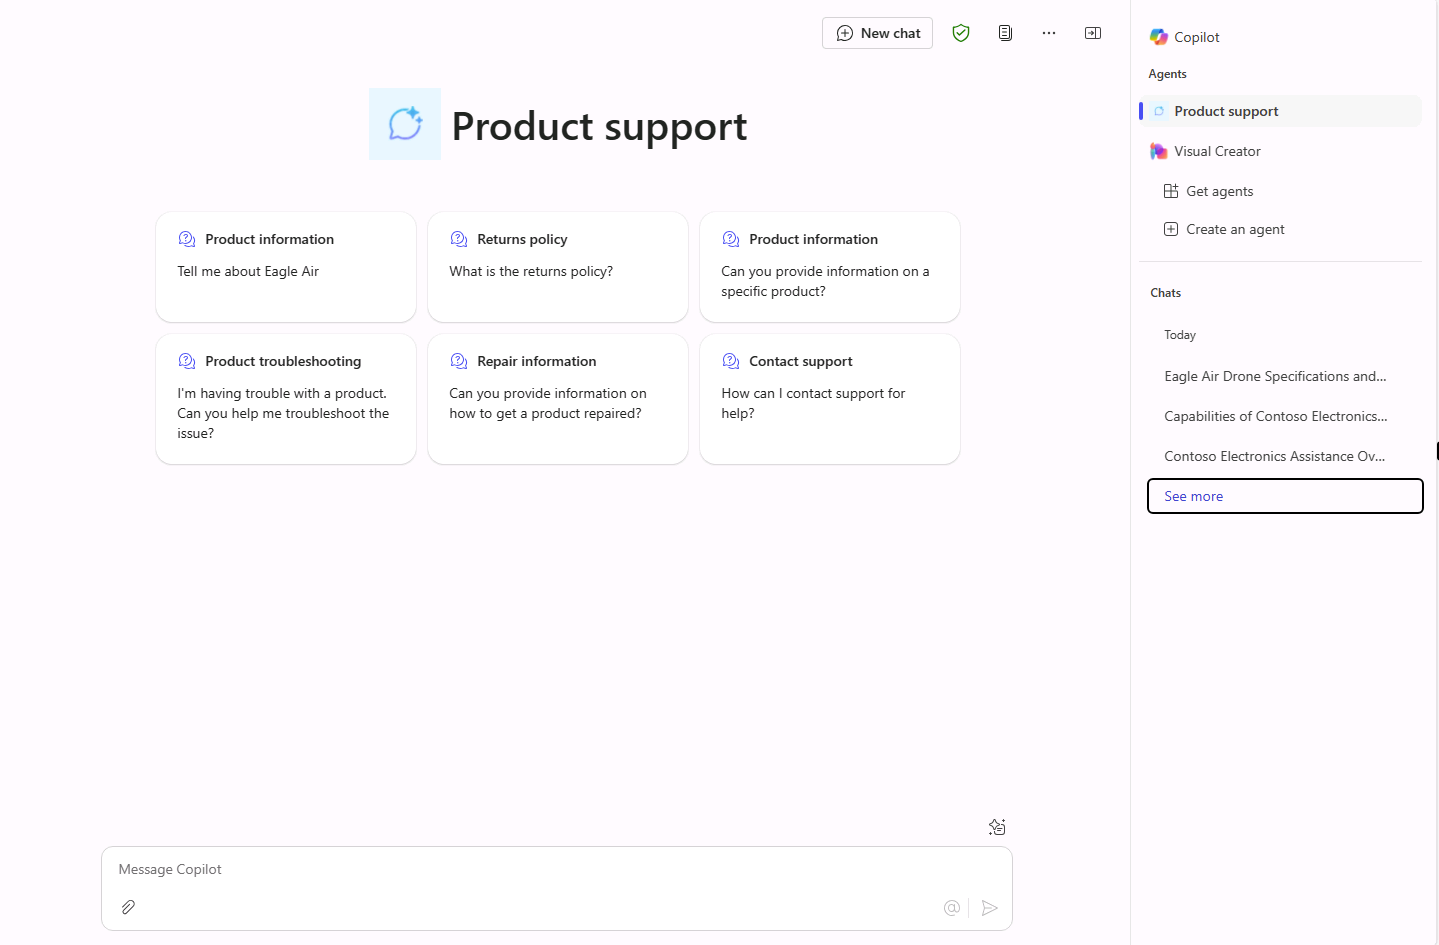 New chat
Product support
Product information
Tell me about Eagle Air
Returns policy
What is the returns policy?
Product information
Can you provide information on a
specific product?
Product troubleshooting
I'm having trouble with a product.
Can you help me troubleshoot the
issue?
Repair information
Can you provide information on
how to get a product repaired?
Contact support
How can I contact support for
help?
Message Copilot
Copilot
Agents
Product support
Visual Creator
Get agents
Create an agent
Chats
Today
Eagle Air Drone Specifications and...
Capabilities of Contoso Electronics...
Contoso Electronics Assistance Ov...
See more